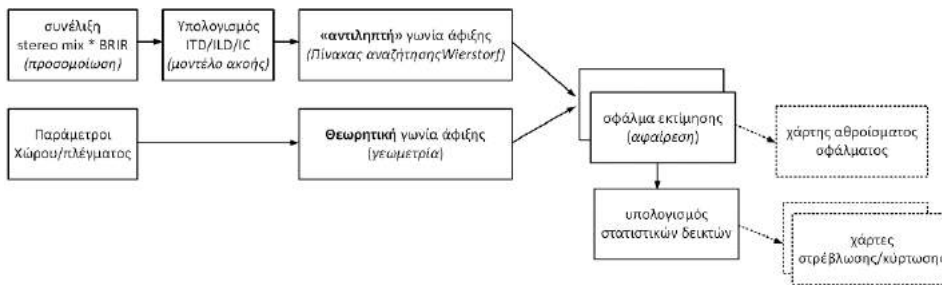 συνέλιξη
stereo mix * BRIR
(προσομοίωση)
Υπολογισμός
ITD/ILD/IC
(μοντέλο ακοής)
«αντιληπτή» γωνία άφιξης
(Πίνακας αναζήτησηςWierstorf)
Παράμετροι
Χώρου/πλέγματος
Θεωρητική γωνία άφιξης
(γεωμετρία)
σφάλμα εκτίμησης
(αφαίρεση)
χάρτης αθροίσματος
σφάλματος
υπολογισμός
στατιστικών δεικτών
χάρτες
στρέβλωσης/κύρτωσης